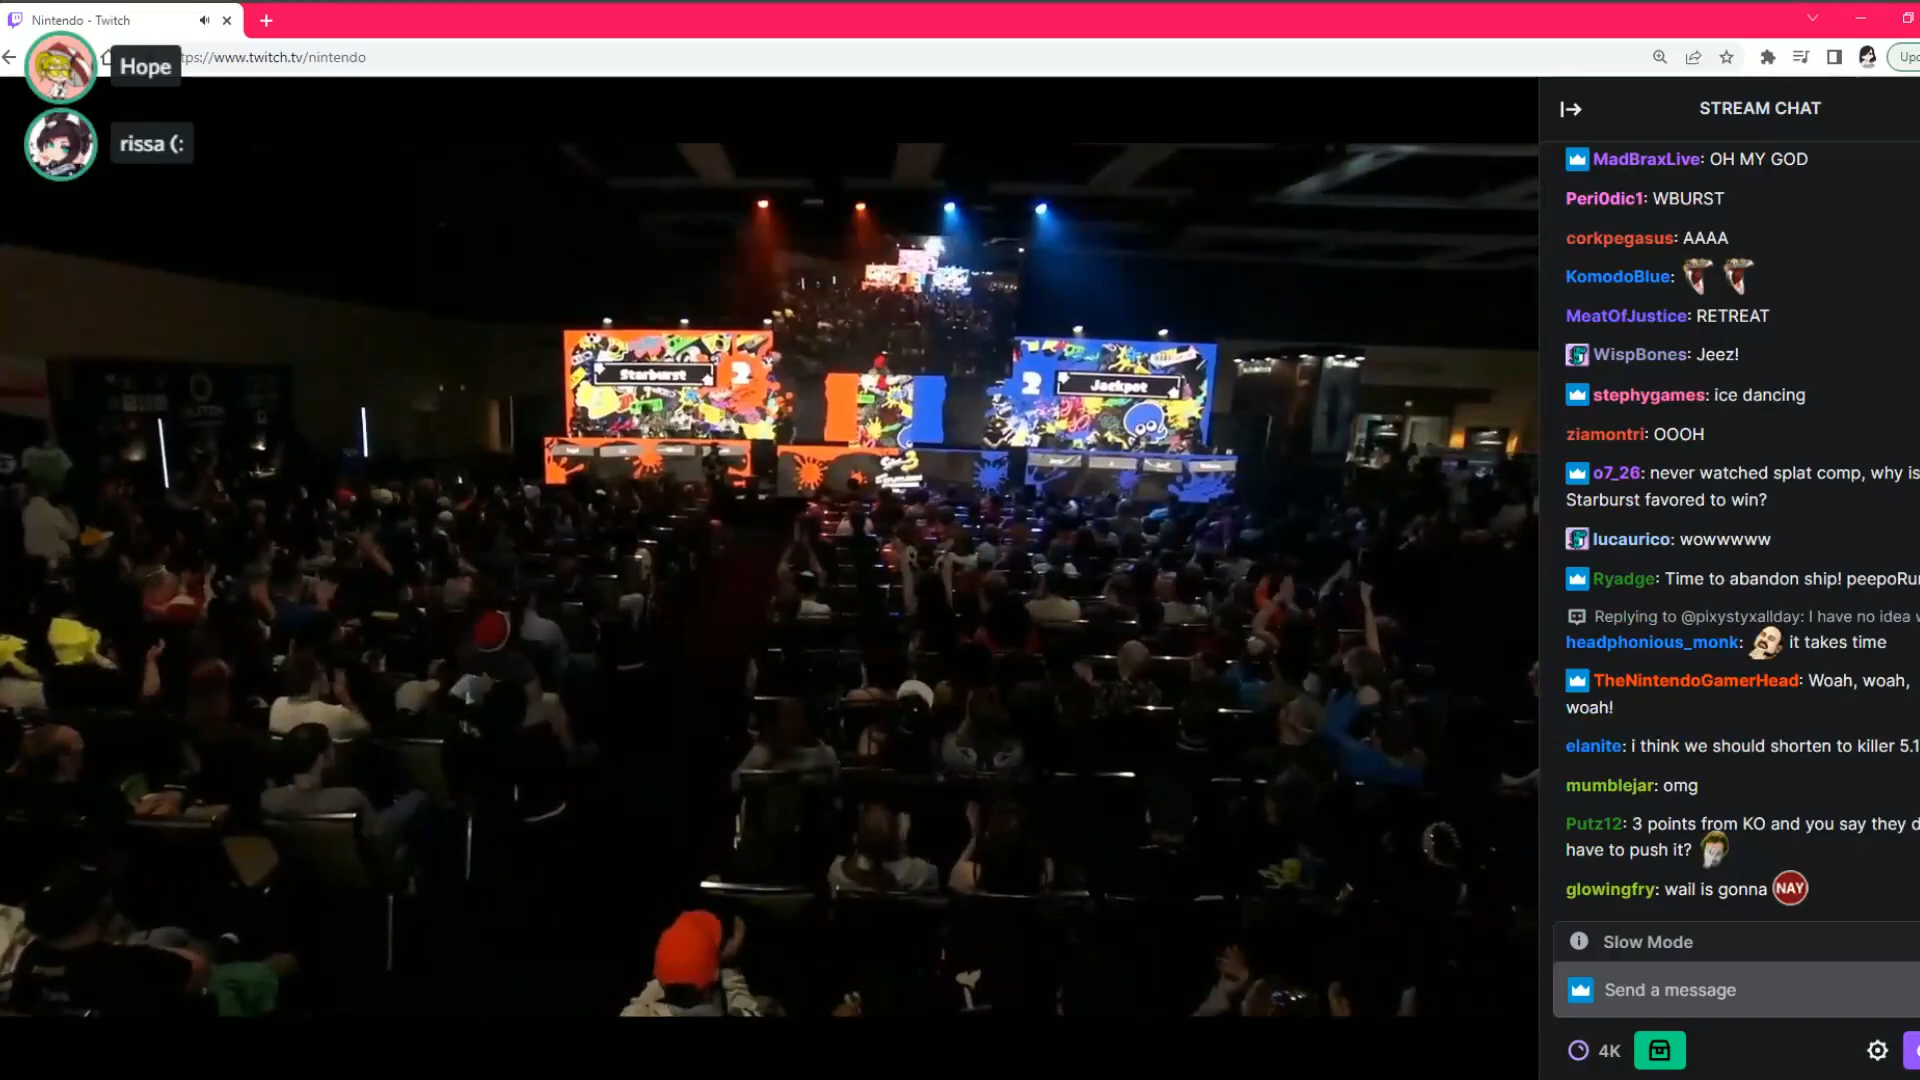 Nintendo - Twitch
tps://www.twitch.tv/nintendo
Upd
Hope
rissa (:
Starburst
2
2
Jackpot
3
STREAM CHAT
MadBraxLive: OH MY GOD
Peri0dic1: WBURST
corkpegasus: AAAA
KomodoBlue:
MeatOfJustice: RETREAT
WispBones: Jeez!
stephygames: ice dancing
ziamontri: OOOH
o7_26: never watched splat comp, why is
Starburst favored to win?
lucaurico: wowwwww
Ryadge: Time to abandon ship! peepoRu
Replying to @pixystyxallday: I have no idea
headphonious_monk: it takes time
TheNintendoGamerHead: Woah, woah,
woah!
elanite: i think we should shorten to killer 5.1
mumblejar: omg
Putz12: 3 points from KO and you say they d
have to push it?
glowingfry: wail is gonna NAY
Slow Mode
Send a message
4K